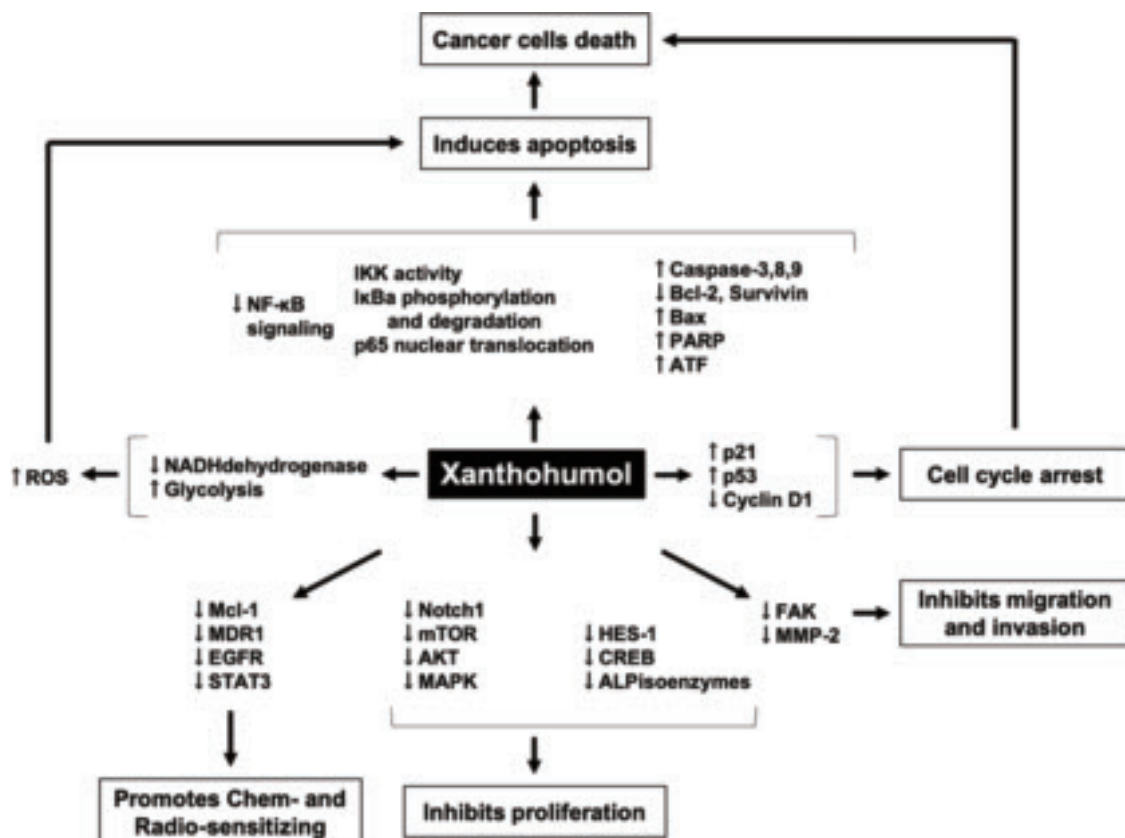 Cancer cells death
Induces apoptosis
↓ NF-κB
signaling
IKK activity
IκBa phosphorylation
and degradation
p65 nuclear translocation
↑ Caspase-3,8,9
↓ Bcl-2, Survivin
↑ Bax
↑ PARP
↑ ATF
↑ ROS
↓ NADHdehydrogenase
↑ Glycolysis
Xanthohumol
↑ p21
↑ p53
↓ Cyclin D1
Cell cycle arrest
↓ Mcl-1
↓ MDR1
↓ EGFR
↓ STAT3
↓ Notch1
↓ mTOR
↓ AKT
↓ MAPK
↓ HES-1
↓ CREB
↓ ALPisoenzymes
↓ FAK
↓ MMP-2
Inhibits migration
and invasion
Promotes Chem- and
Radio-sensitizing
Inhibits proliferation